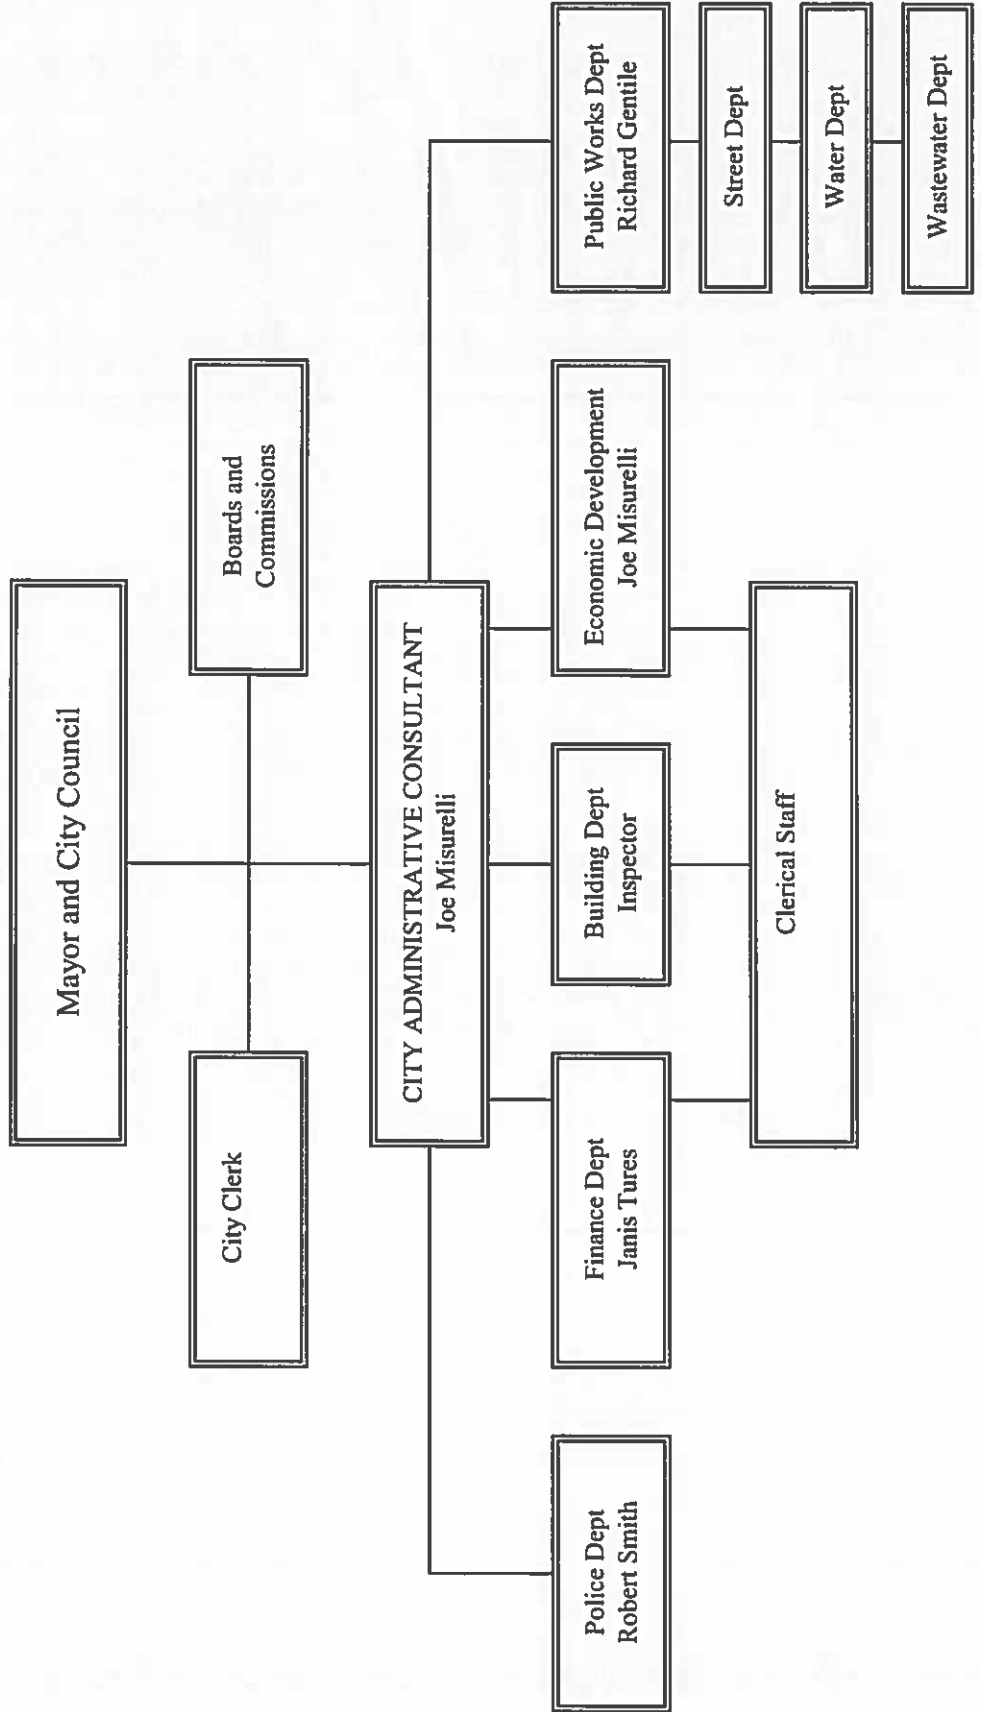 Mayor and City Council
City Clerk
Boards and
Commissions
CITY ADMINISTRATIVE CONSULTANT
Joe Misurelli
Police Dept
Robert Smith
Finance Dept
Janis Tures
Building Dept
Inspector
Economic Development
Joe Misurelli
Public Works Dept
Richard Gentile
Street Dept
Water Dept
Wastewater Dept
Clerical Staff